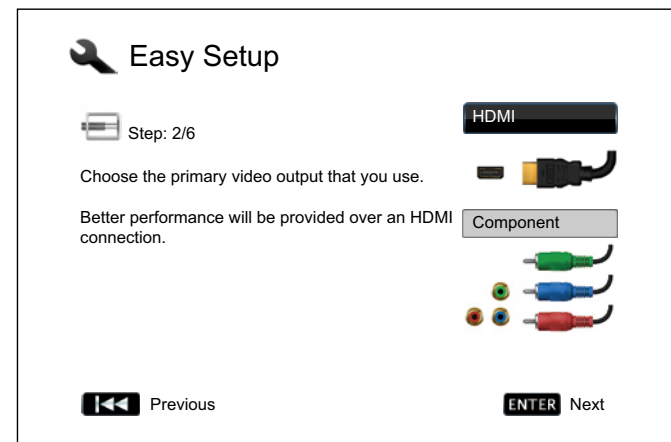 Easy Setup
Step: 2/6
Choose the primary video output that you use.
Better performance will be provided over an HDMI
connection.
HDMI
Component
Previous
ENTER Next